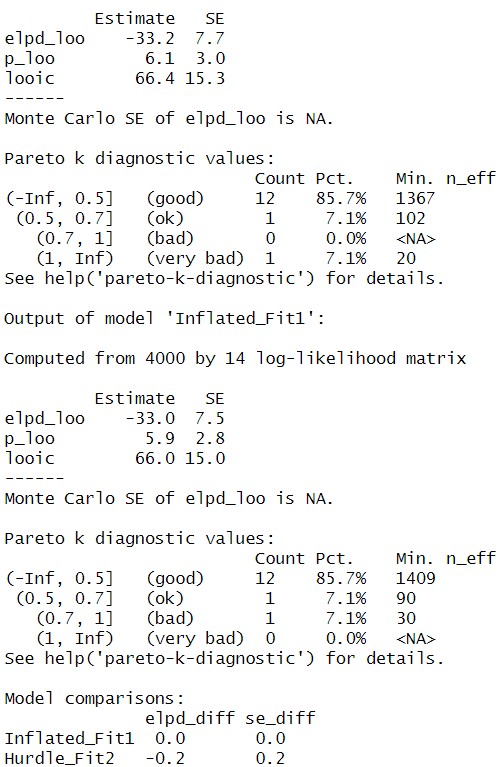 Estimate   SE
elpd_loo    -33.2  7.7
p_loo         6.1  3.0
looic        66.4 15.3
------
Monte Carlo SE of elpd_loo is NA.

Pareto k diagnostic values:
                         Count Pct.    Min. n_eff
(-Inf, 0.5]   (good)     12    85.7%   1367
 (0.5, 0.7]   (ok)        1     7.1%   102
   (0.7, 1]   (bad)       0     0.0%   <NA>
   (1, Inf)   (very bad)  1     7.1%   20
See help('pareto-k-diagnostic') for details.

Output of model 'Inflated_Fit1':

Computed from 4000 by 14 log-likelihood matrix

         Estimate   SE
elpd_loo    -33.0  7.5
p_loo         5.9  2.8
looic        66.0 15.0
------
Monte Carlo SE of elpd_loo is NA.

Pareto k diagnostic values:
                         Count Pct.    Min. n_eff
(-Inf, 0.5]   (good)     12    85.7%   1409
 (0.5, 0.7]   (ok)        1     7.1%   90
   (0.7, 1]   (bad)       1     7.1%   30
   (1, Inf)   (very bad)  0     0.0%   <NA>
See help('pareto-k-diagnostic') for details.

Model comparisons:
              elpd_diff se_diff
Inflated_Fit1  0.0       0.0
Hurdle_Fit2   -0.2       0.2